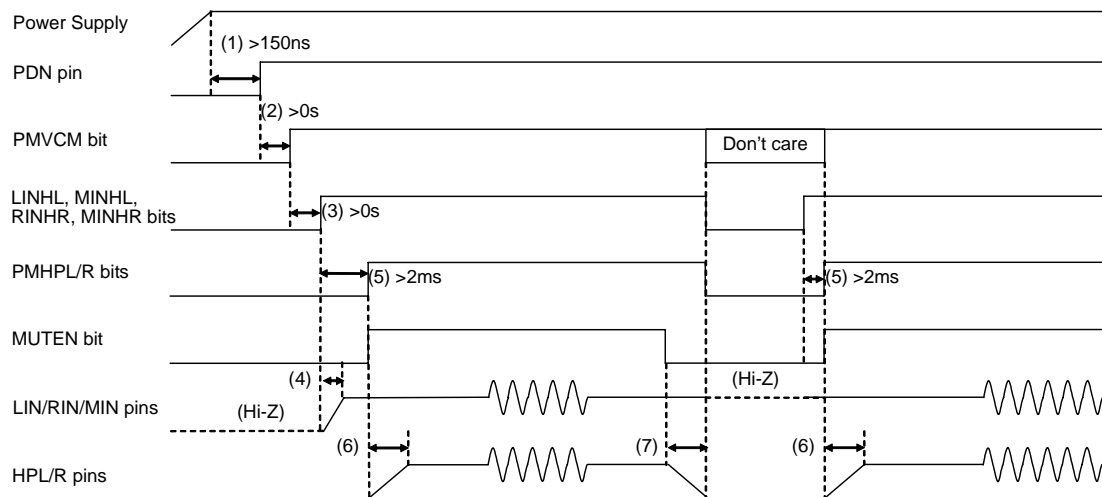 Power Supply
(1) >150ns
PDN pin
(2) >0s
PMVCM bit
Don't care
LINHL, MINHL,
RINHR, MINHR bits
(3) >0s
PMHPL/R bits
(5) >2ms
(5) >2ms
MUTEN bit
(4)
(Hi-Z)
LIN/RIN/MIN pins
(Hi-Z)
(6)
(7)
(6)
HPL/R pins